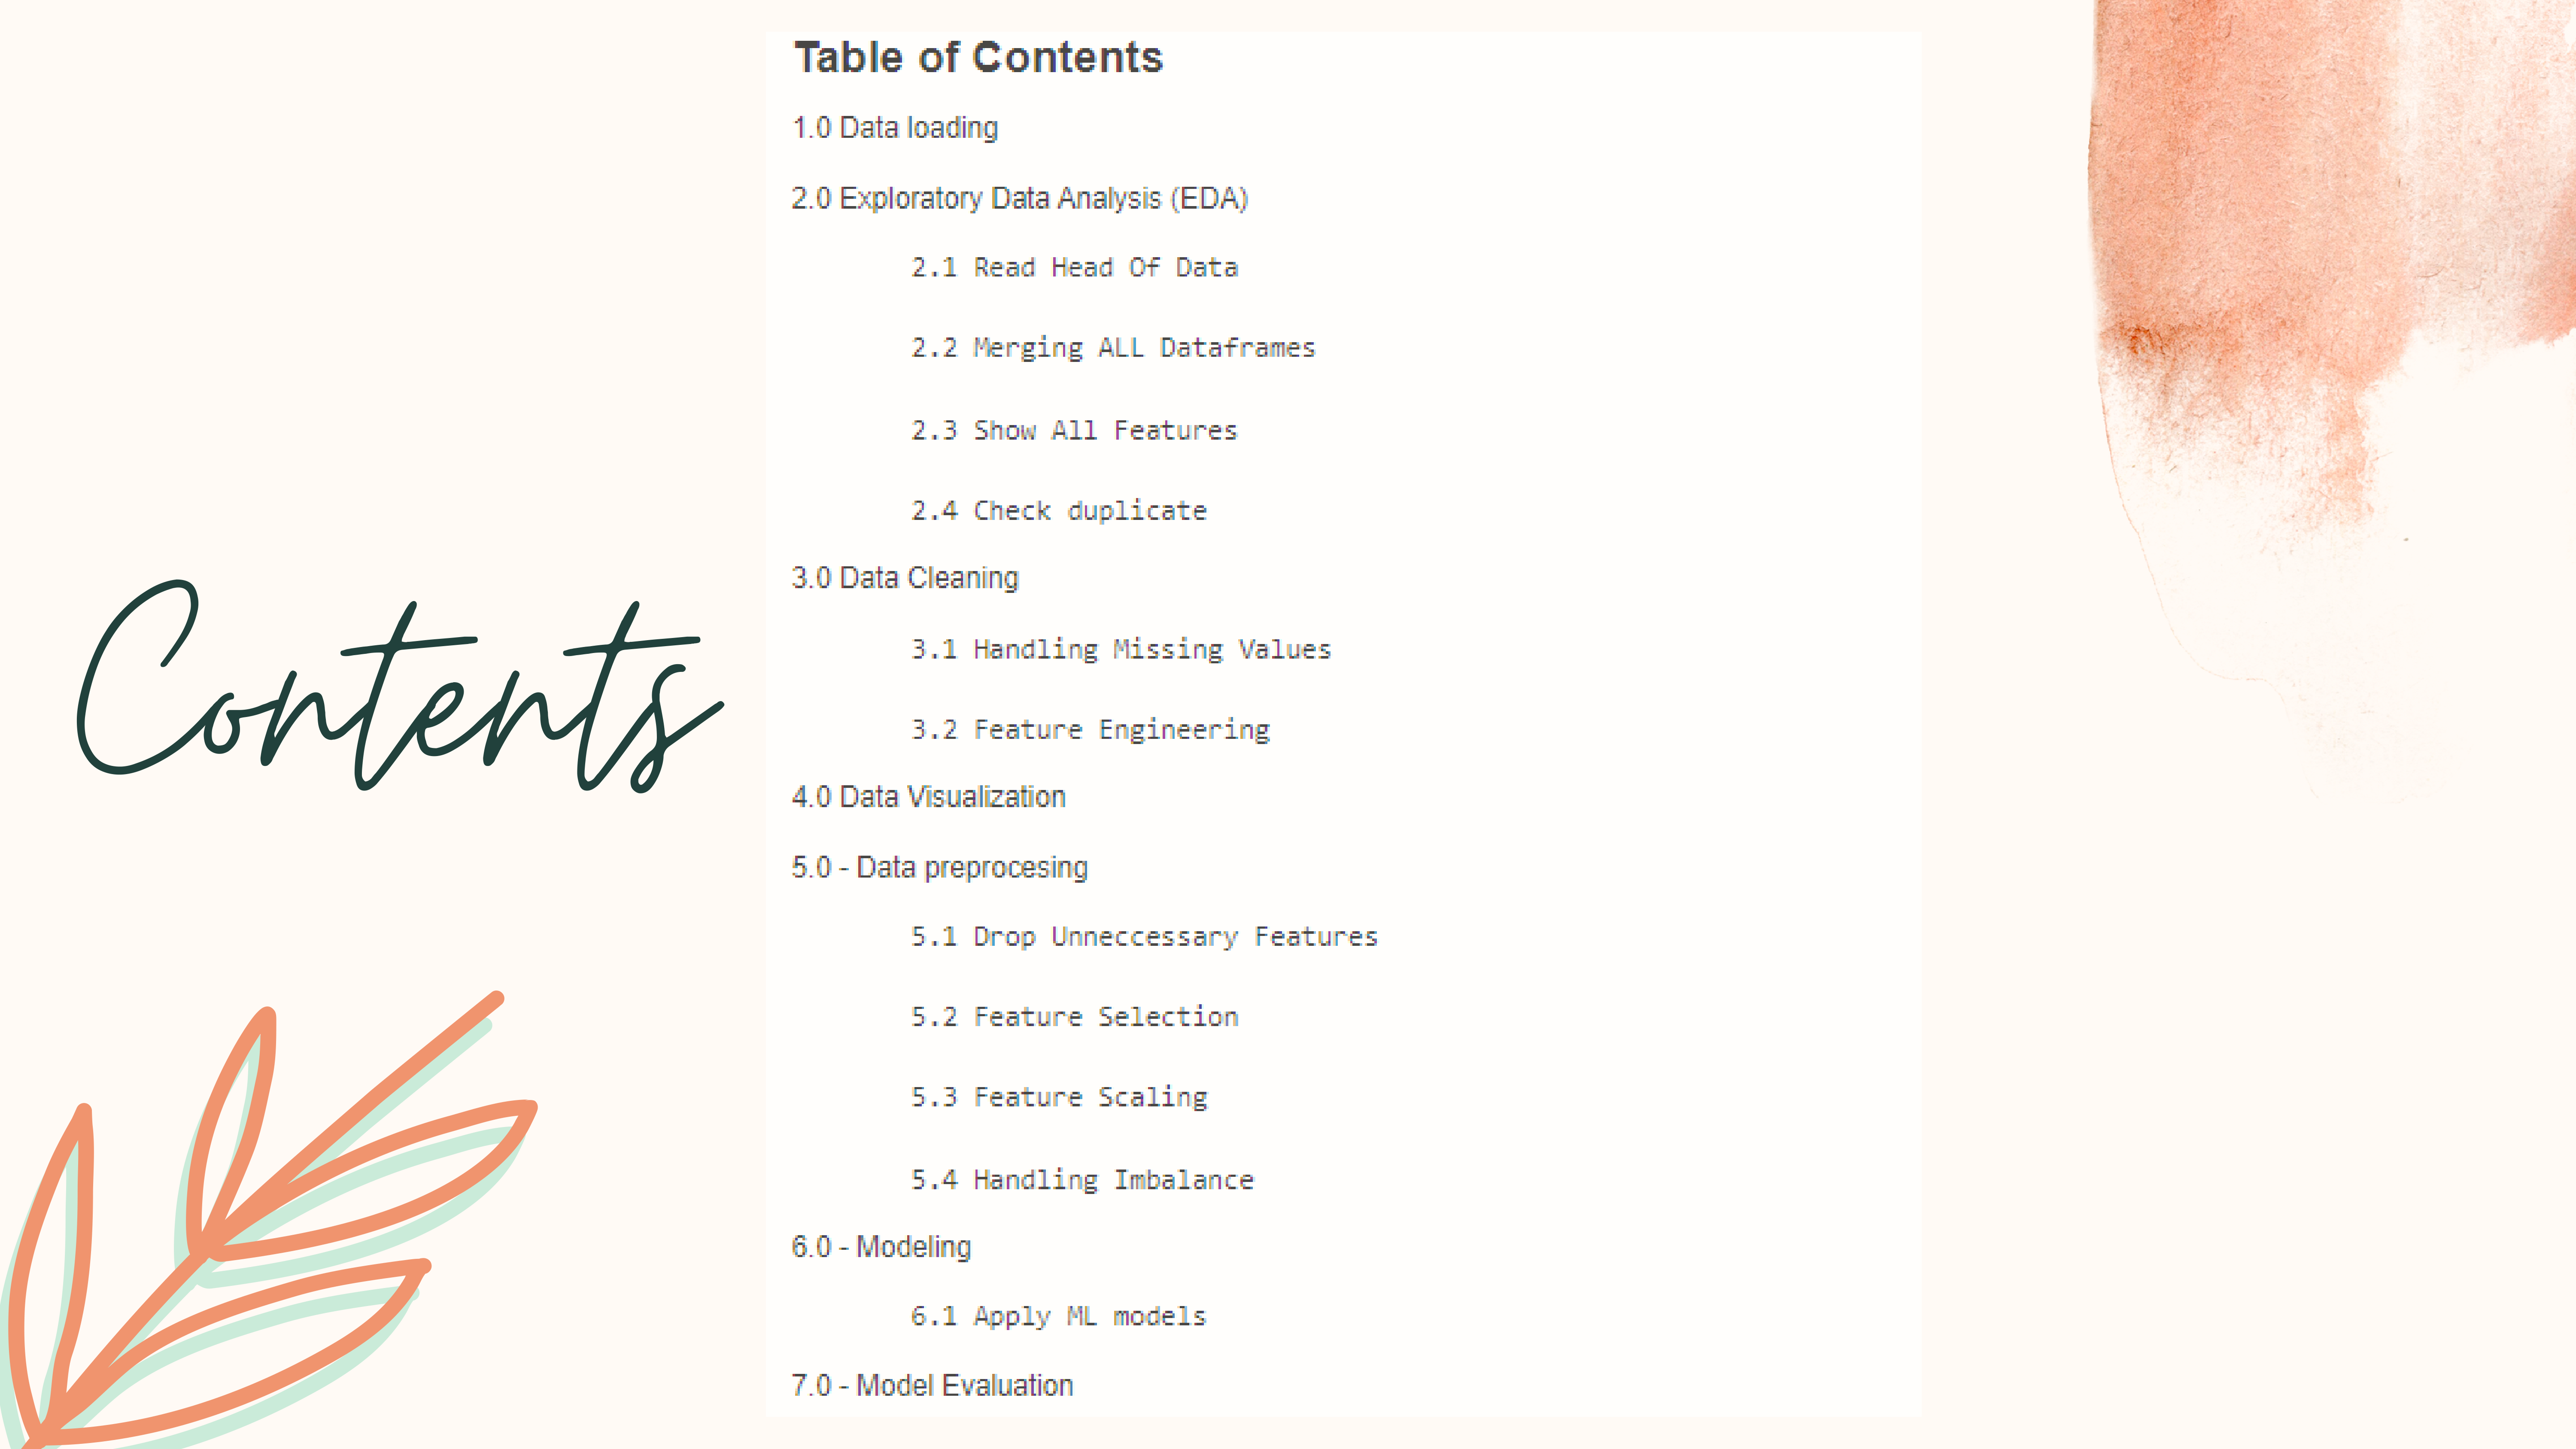 Contents
Table of Contents
1.0 Data loading
2.0 Exploratory Data Analysis (EDA)
2.1 Read Head Of Data
2.2 Merging ALL Dataframes
2.3 Show All Features
2.4 Check duplicate
3.0 Data Cleaning
3.1 Handling Missing Values
3.2 Feature Engineering
4.0 Data Visualization
5.0 - Data preprocesing
5.1 Drop Unneccessary Features
5.2 Feature Selection
5.3 Feature Scaling
5.4 Handling Imbalance
6.0 - Modeling
6.1 Apply ML models
7.0 - Model Evaluation